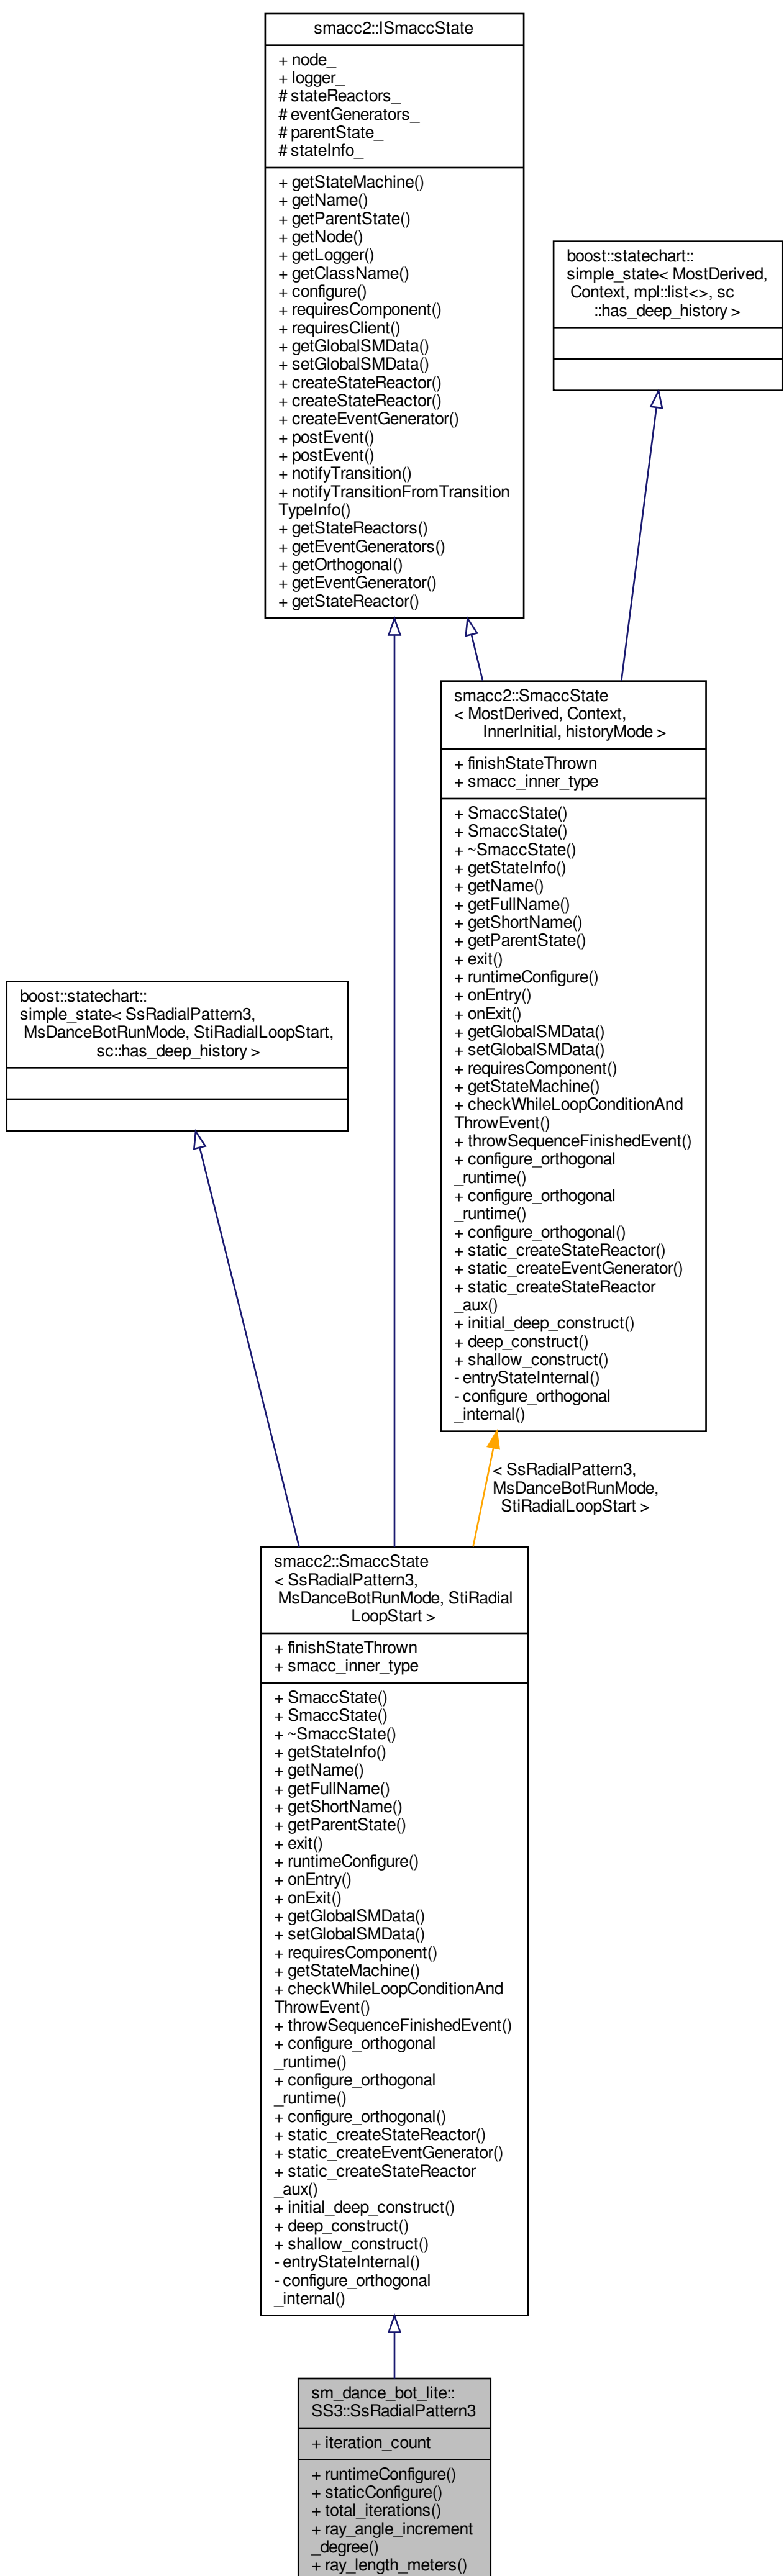 smacc2::ISmaccState
+ node_
+ logger_
# stateReactors_
# eventGenerators_
# parentState_
# stateInfo_
+ getStateMachine()
+ getName()
+ getParentState()
+ getNode()
+ getLogger()
+ getClassName()
+ configure()
+ requiresComponent()
+ requiresClient()
+ getGlobalSMData()
+ setGlobalSMData()
+ createStateReactor()
+ createStateReactor()
+ createEventGenerator()
+ postEvent()
+ postEvent()
+ notifyTransition()
+ notifyTransitionFromTransition
TypeInfo()
+ getStateReactors()
+ getEventGenerators()
+ getOrthogonal()
+ getEventGenerator()
+ getStateReactor()
boost::statechart::
simple_state< MostDerived,
Context, mpl::list<>, sc
::has_deep_history >
smacc2::SmaccState
< MostDerived, Context,
InnerInitial, historyMode >
+ finishStateThrown
+ smacc_inner_type
+ SmaccState()
+ SmaccState()
+ ~SmaccState()
+ getStateInfo()
+ getName()
+ getFullName()
+ getShortName()
+ getParentState()
+ exit()
+ runtimeConfigure()
+ onEntry()
+ onExit()
+ getGlobalSMData()
+ setGlobalSMData()
+ requiresComponent()
+ getStateMachine()
+ checkWhileLoopConditionAnd
ThrowEvent()
+ throwSequenceFinishedEvent()
+ configure_orthogonal
_runtime()
+ configure_orthogonal
_runtime()
+ configure_orthogonal()
+ static_createStateReactor()
+ static_createEventGenerator()
+ static_createStateReactor
_aux()
+ initial_deep_construct()
+ deep_construct()
+ shallow_construct()
- entryStateInternal()
- configure_orthogonal
_internal()
boost::statechart::
simple_state< SsRadialPattern3,
MsDanceBotRunMode, StiRadialLoopStart,
sc::has_deep_history >
< SsRadialPattern3,
MsDanceBotRunMode,
StiRadialLoopStart >
smacc2::SmaccState
< SsRadialPattern3,
MsDanceBotRunMode, StiRadial
LoopStart >
+ finishStateThrown
+ smacc_inner_type
+ SmaccState()
+ SmaccState()
+ ~SmaccState()
+ getStateInfo()
+ getName()
+ getFullName()
+ getShortName()
+ getParentState()
+ exit()
+ runtimeConfigure()
+ onEntry()
+ onExit()
+ getGlobalSMData()
+ setGlobalSMData()
+ requiresComponent()
+ getStateMachine()
+ checkWhileLoopConditionAnd
ThrowEvent()
+ throwSequenceFinishedEvent()
+ configure_orthogonal
_runtime()
+ configure_orthogonal
_runtime()
+ configure_orthogonal()
+ static_createStateReactor()
+ static_createEventGenerator()
+ static_createStateReactor
_aux()
+ initial_deep_construct()
+ deep_construct()
+ shallow_construct()
- entryStateInternal()
- configure_orthogonal
_internal()
sm_dance_bot_lite::
SS3::SsRadialPattern3
+ iteration_count
+ runtimeConfigure()
+ staticConfigure()
+ total_iterations()
+ ray_angle_increment
_degree()
+ ray_length_meters()